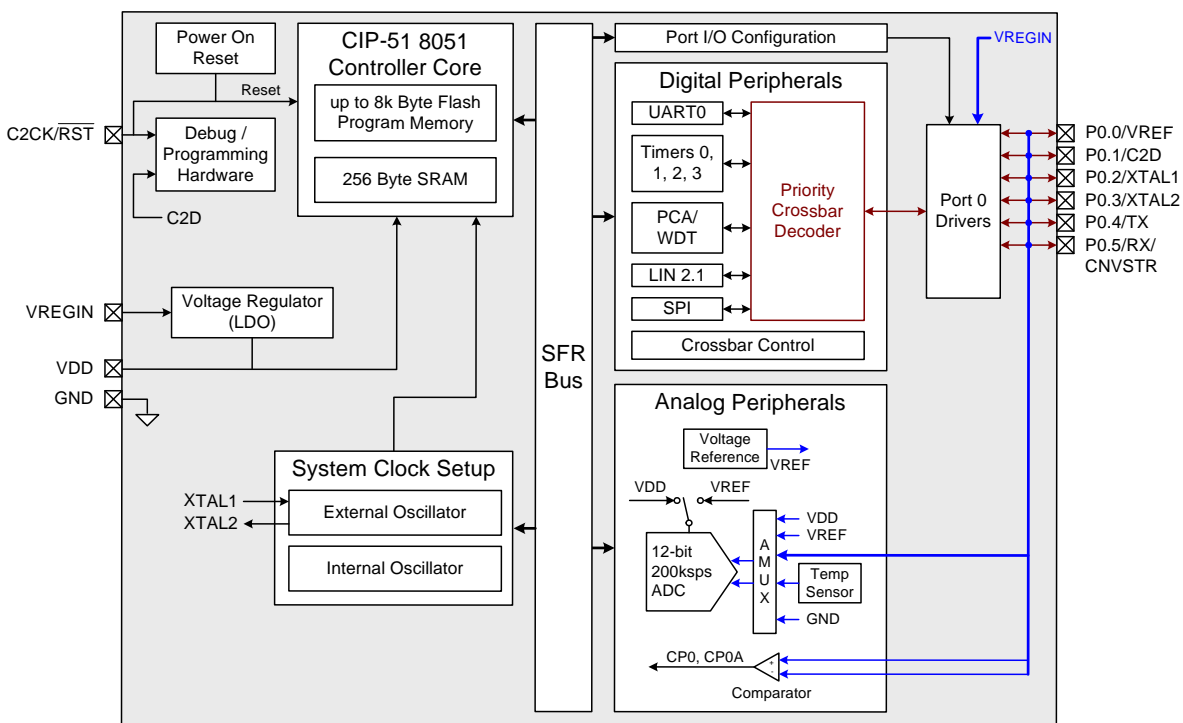 Power On
Reset
Reset
C2CK/RST
Debug /
Programming
Hardware
C2D
VREGIN
Voltage Regulator
(LDO)
VDD
GND
CIP-51 8051
Controller Core
up to 8k Byte Flash
Program Memory
256 Byte SRAM
System Clock Setup
XTAL1
XTAL2
External Oscillator
Internal Oscillator
SFR
Bus
Port I/O Configuration
Digital Peripherals
UART0
Timers 0,
1, 2, 3
PCA/
WDT
LIN 2.1
SPI
Priority
Crossbar
Decoder
Crossbar Control
VREGIN
Port 0
Drivers
P0.0/VREF
P0.1/C2D
P0.2/XTAL1
P0.3/XTAL2
P0.4/TX
P0.5/RX/
CNVSTR
Analog Peripherals
Voltage
Reference
VREF
VDD
VREF
12-bit
200ksps
ADC
A
M
U
X
VDD
VREF
Temp
Sensor
GND
CP0, CP0A
+
-
Comparator